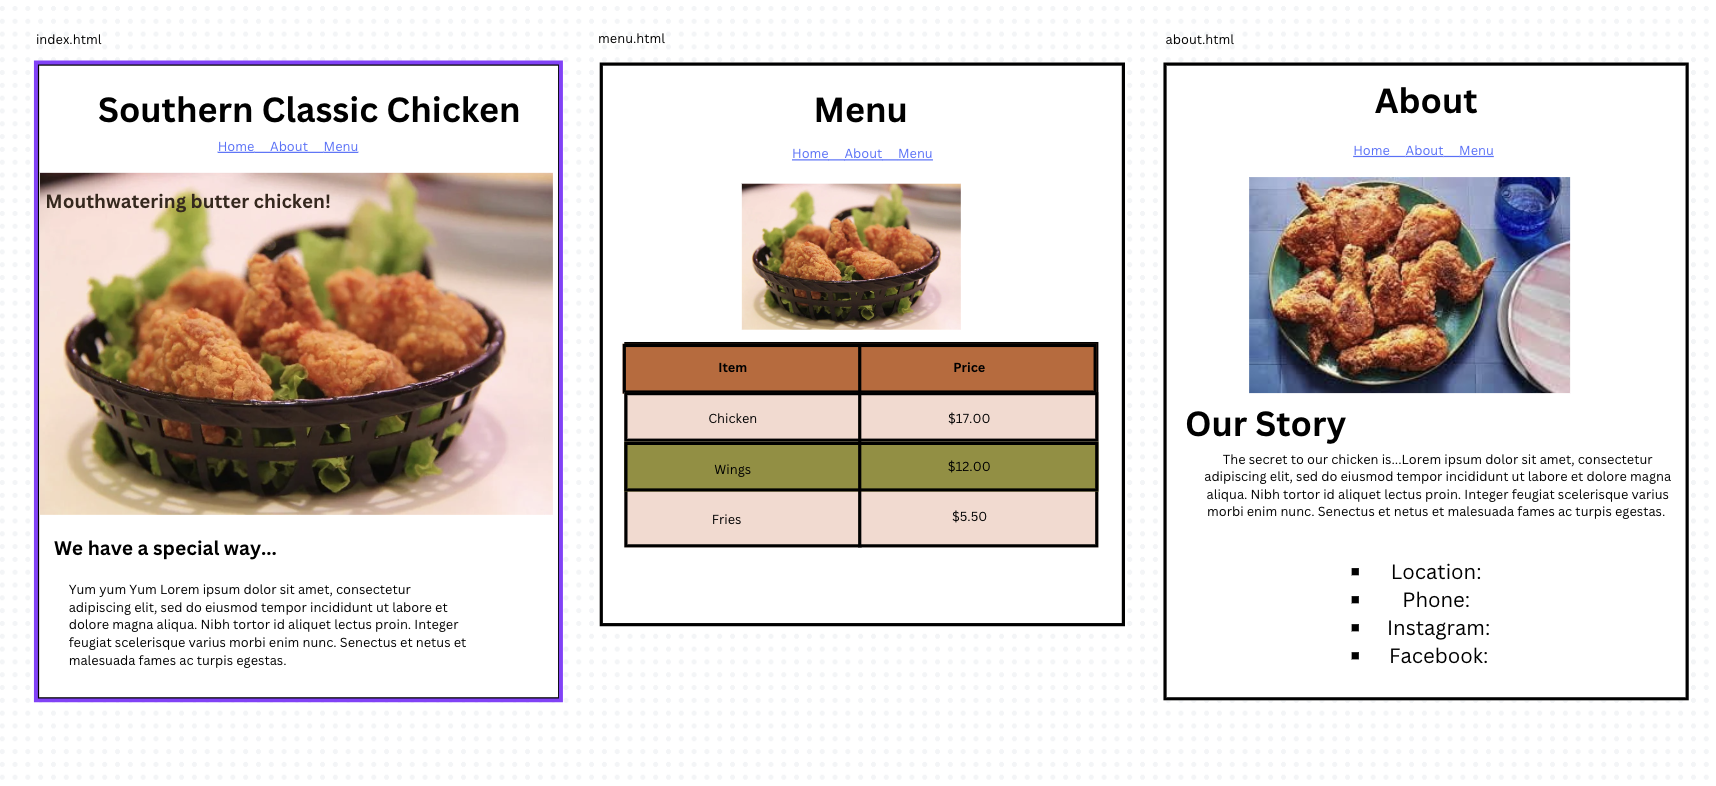 index.html
Southern Classic Chicken
Home About Menu
Mouthwatering butter chicken!
We have a special way...
Yum yum Yum Lorem ipsum dolor sit amet, consectetur
adipiscing elit, sed do eiusmod tempor incididunt ut labore et
dolore magna aliqua. Nibh tortor id aliquet lectus proin. Integer
feugiat scelerisque varius morbi enim nunc. Senectus et netus et
malesuada fames ac turpis egestas.
menu.html
Menu
Home About Menu
Item Price
Chicken $17.00
Wings $12.00
Fries $5.50
about.html
About
Home About Menu
Our Story
The secret to our chicken is...Lorem ipsum dolor sit amet, consectetur
adipiscing elit, sed do eiusmod tempor incididunt ut labore et dolore magna
aliqua. Nibh tortor id aliquet lectus proin. Integer feugiat scelerisque varius
morbi enim nunc. Senectus et netus et malesuada fames ac turpis egestas.
Location:
Phone:
Instagram:
Facebook: